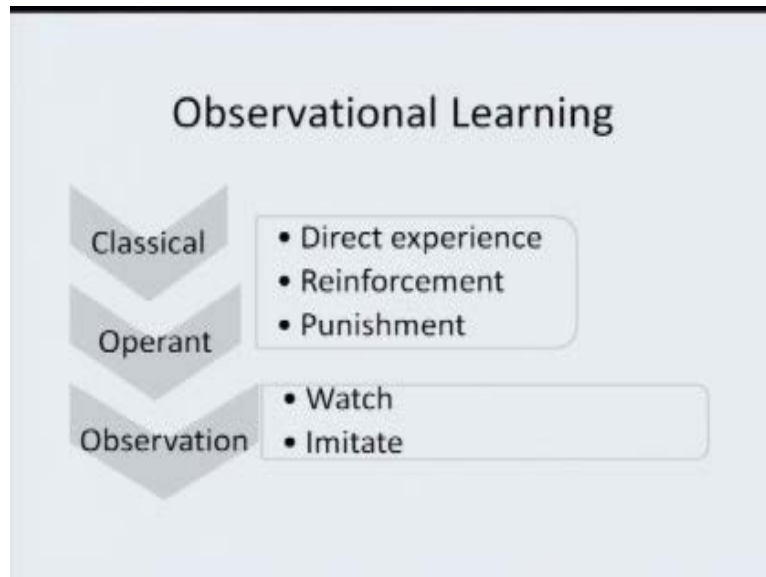 Observational Learning
Classical
• Direct experience
• Reinforcement
• Punishment
Operant
• Watch
• Imitate
Observation